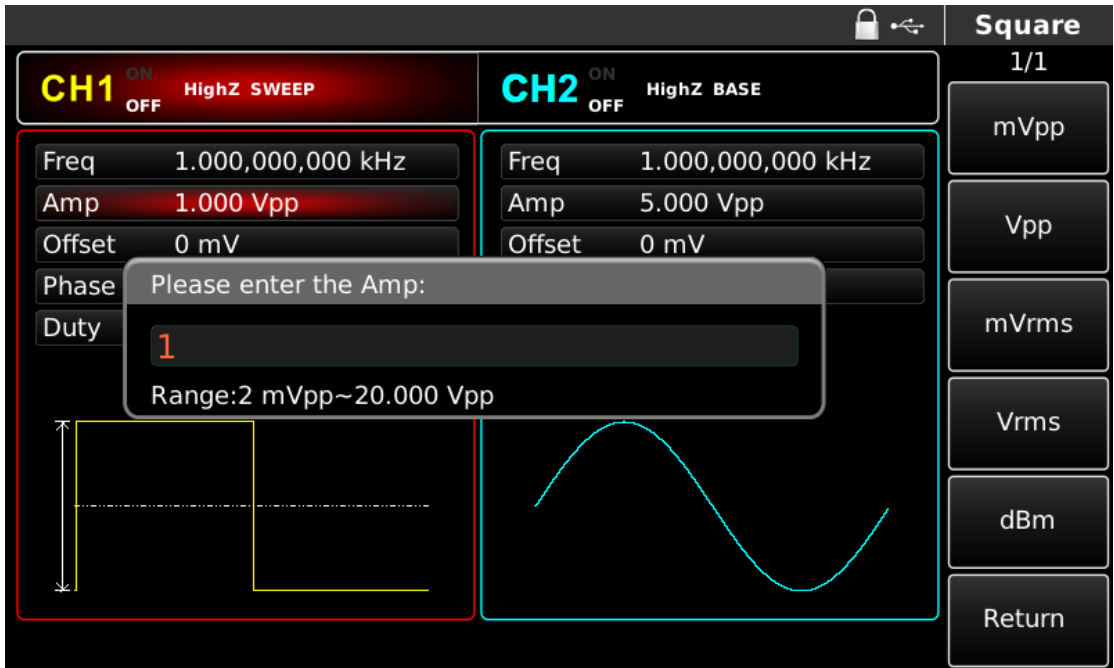 Square
1/1
CH1 ON OFF HighZ SWEEP
CH2 ON OFF HighZ BASE
Freq 1.000,000,000 kHz
Amp 1.000 Vpp
Offset 0 mV
Phase
Duty
Freq 1.000,000,000 kHz
Amp 5.000 Vpp
Offset 0 mV
Please enter the Amp:
1
Range:2 mVpp~20.000 Vpp
mVpp
Vpp
mVrms
Vrms
dBm
Return